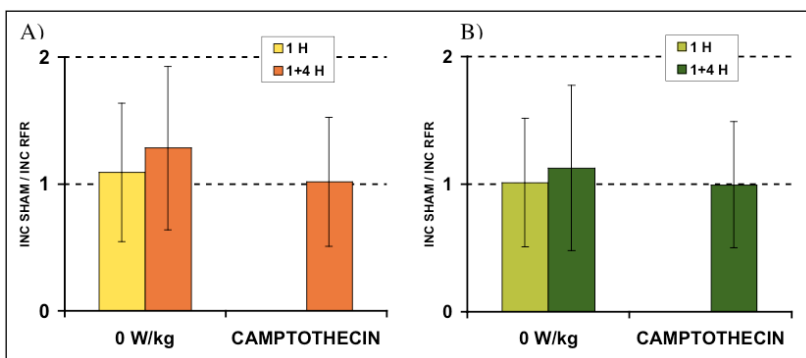 A)
1 H
1+4 H
2
1
0
INC SHAM / INC RFR
0 W/kg
CAMPTOTHECIN
B)
1 H
1+4 H
2
1
0
INC SHAM / INC RFR
0 W/kg
CAMPTOTHECIN